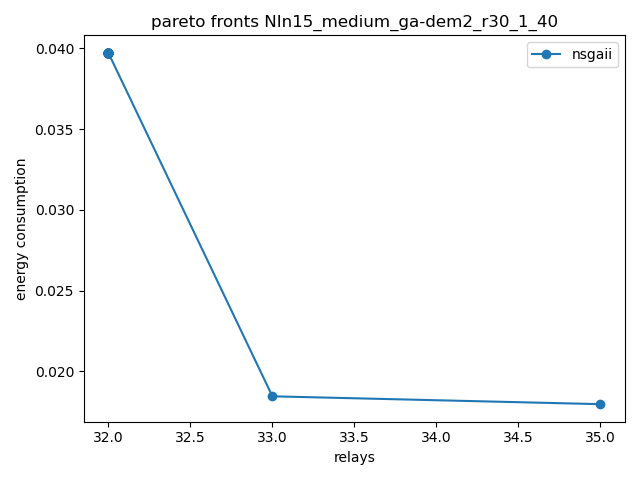 pareto fronts NIn15_medium_ga-dem2_r30_1_40
nsgaii
0.040
0.035
0.030
0.025
0.020
energy consumption
32.0 32.5 33.0 33.5 34.0 34.5 35.0
relays